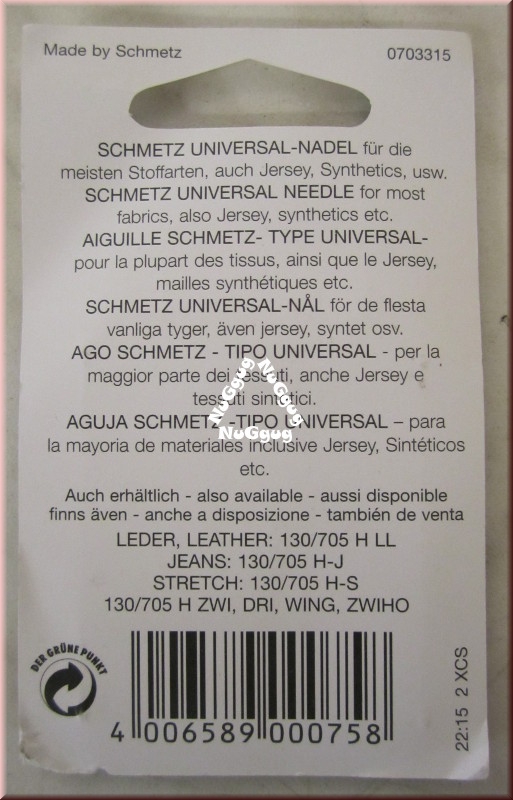 Made by Schmetz
0703315
SCHMETZ UNIVERSAL-NADEL für die
meisten Stoffarten, auch Jersey, Synthetics, usw.
SCHMETZ UNIVERSAL NEEDLE for most
fabrics, also Jersey, synthetics etc.
AIGUILLE SCHMETZ- TYPE UNIVERSAL-
pour la plupart des tissus, ainsi que le Jersey,
mailles synthétiques etc.
SCHMETZ UNIVERSAL-NÅL för de flesta
vanliga tyger, även jersey, syntet osv.
AGO SCHMETZ - TIPO UNIVERSAL - per la
maggior parte dei tessuti, anche Jersey e
tessuti sintetici.
AGUJA SCHMETZ -TIPO UNIVERSAL – para
la mayoria de materiales inclusive Jersey, Sintéticos
etc.
NuGgug
NuGgug
NuGgug
Auch erhältlich - also available - aussi disponible
finns även - anche a disposizione - también de venta
LEDER, LEATHER: 130/705 H LL
JEANS: 130/705 H-J
STRETCH: 130/705 H-S
130/705 H ZWI, DRI, WING, ZWIHO
DER GRÜNE PUNKT
4 006589 000758
22:15 2 XCS